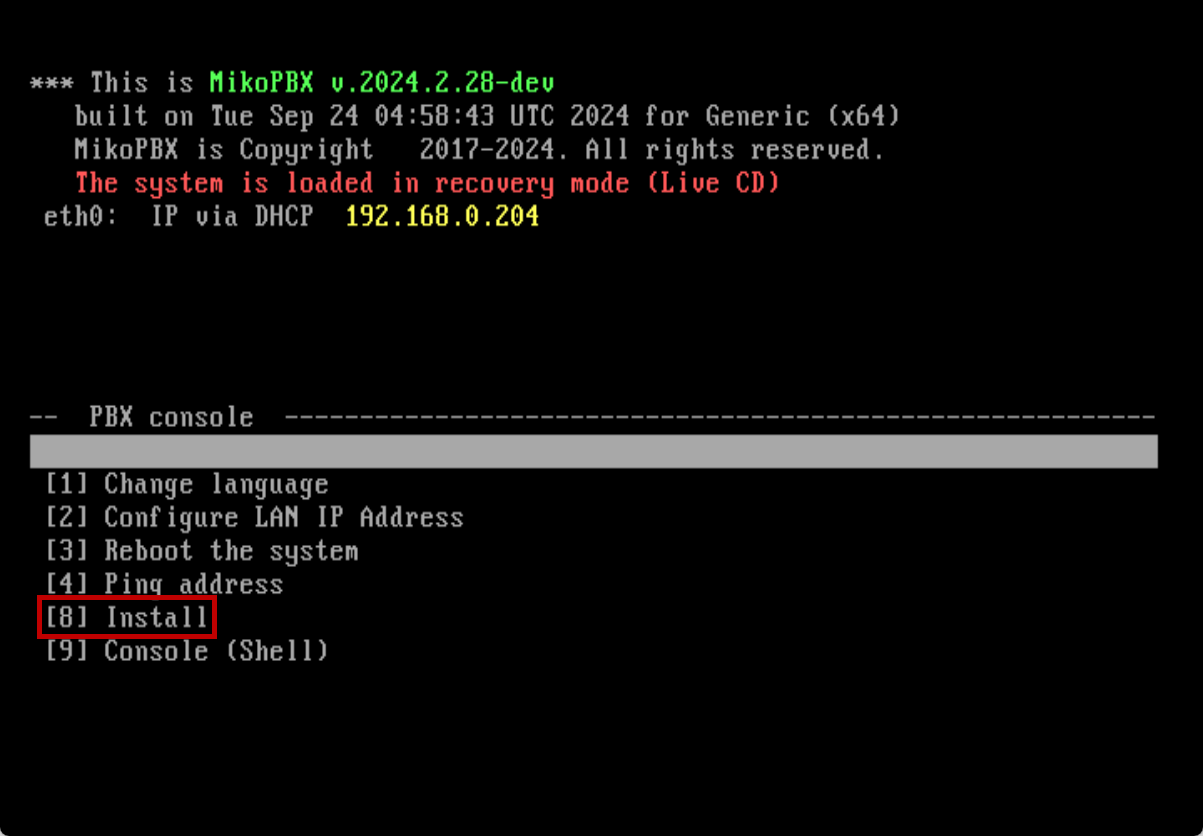 *** This is MikoPBX v.2024.2.28-dev
built on Tue Sep 24 04:58:43 UTC 2024 for Generic (x64)
MikoPBX is Copyright 2017-2024. All rights reserved.
The system is loaded in recovery mode (Live CD)
eth0: IP via DHCP 192.168.0.204
-- PBX console ----------------------------------------------------------
[1] Change language
[2] Configure LAN IP Address
[3] Reboot the system
[4] Ping address
[8] Install
[9] Console (Shell)